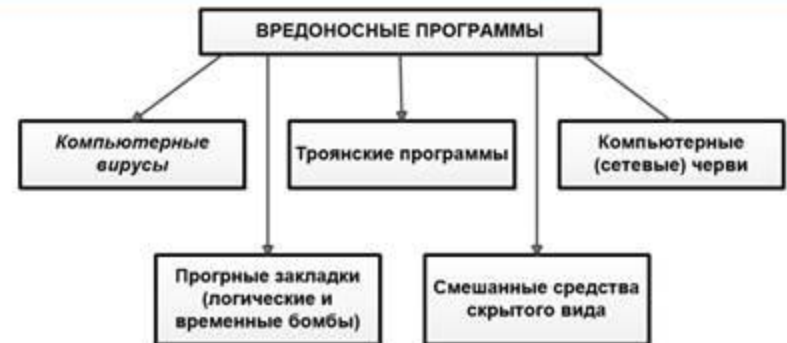 ВРЕДОНОСНЫЕ ПРОГРАММЫ
Компьютерные
вирусы
Троянские программы
Компьютерные
(сетевые) черви
Прогрные закладки
(логические и
временные бомбы)
Смешанные средства
скрытого вида